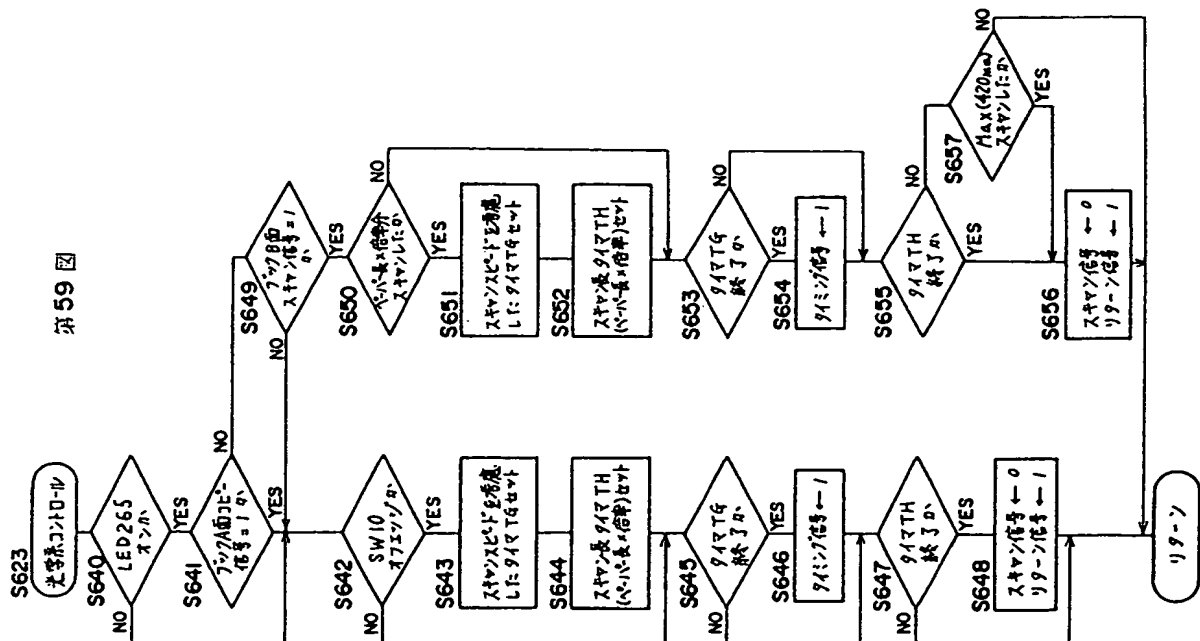 第59図
S623
光学系コントロール
S640
LED265
オンか
NO
YES
S641
ブックA面コピー
信号=1か
NO
YES
S642
SW10
オフエッジか
NO
YES
S643
スキャンスピードを考慮
したタイマTGセット
S644
スキャン長タイマTH
(ペーパー長×倍率)セット
S645
タイマTG
終了か
NO
YES
S646
タイミング信号←1
S647
タイマTH
終了か
NO
YES
S648
スキャン信号←0
リターン信号←1
リターン
S649
ブックB面
スキャン信号=1
NO
YES
S650
ペーパー長×倍率分
スキャンしたか
NO
YES
S651
スキャンスピードを考慮
したタイマTGセット
S652
スキャン長タイマTH
(ペーパー長×倍率)セット
S653
タイマTG
終了か
NO
YES
S654
タイミング信号←1
S655
タイマTH
終了か
NO
YES
S657
Max(420mm)
スキャンしたか
NO
YES
S656
スキャン信号←0
リターン信号←1